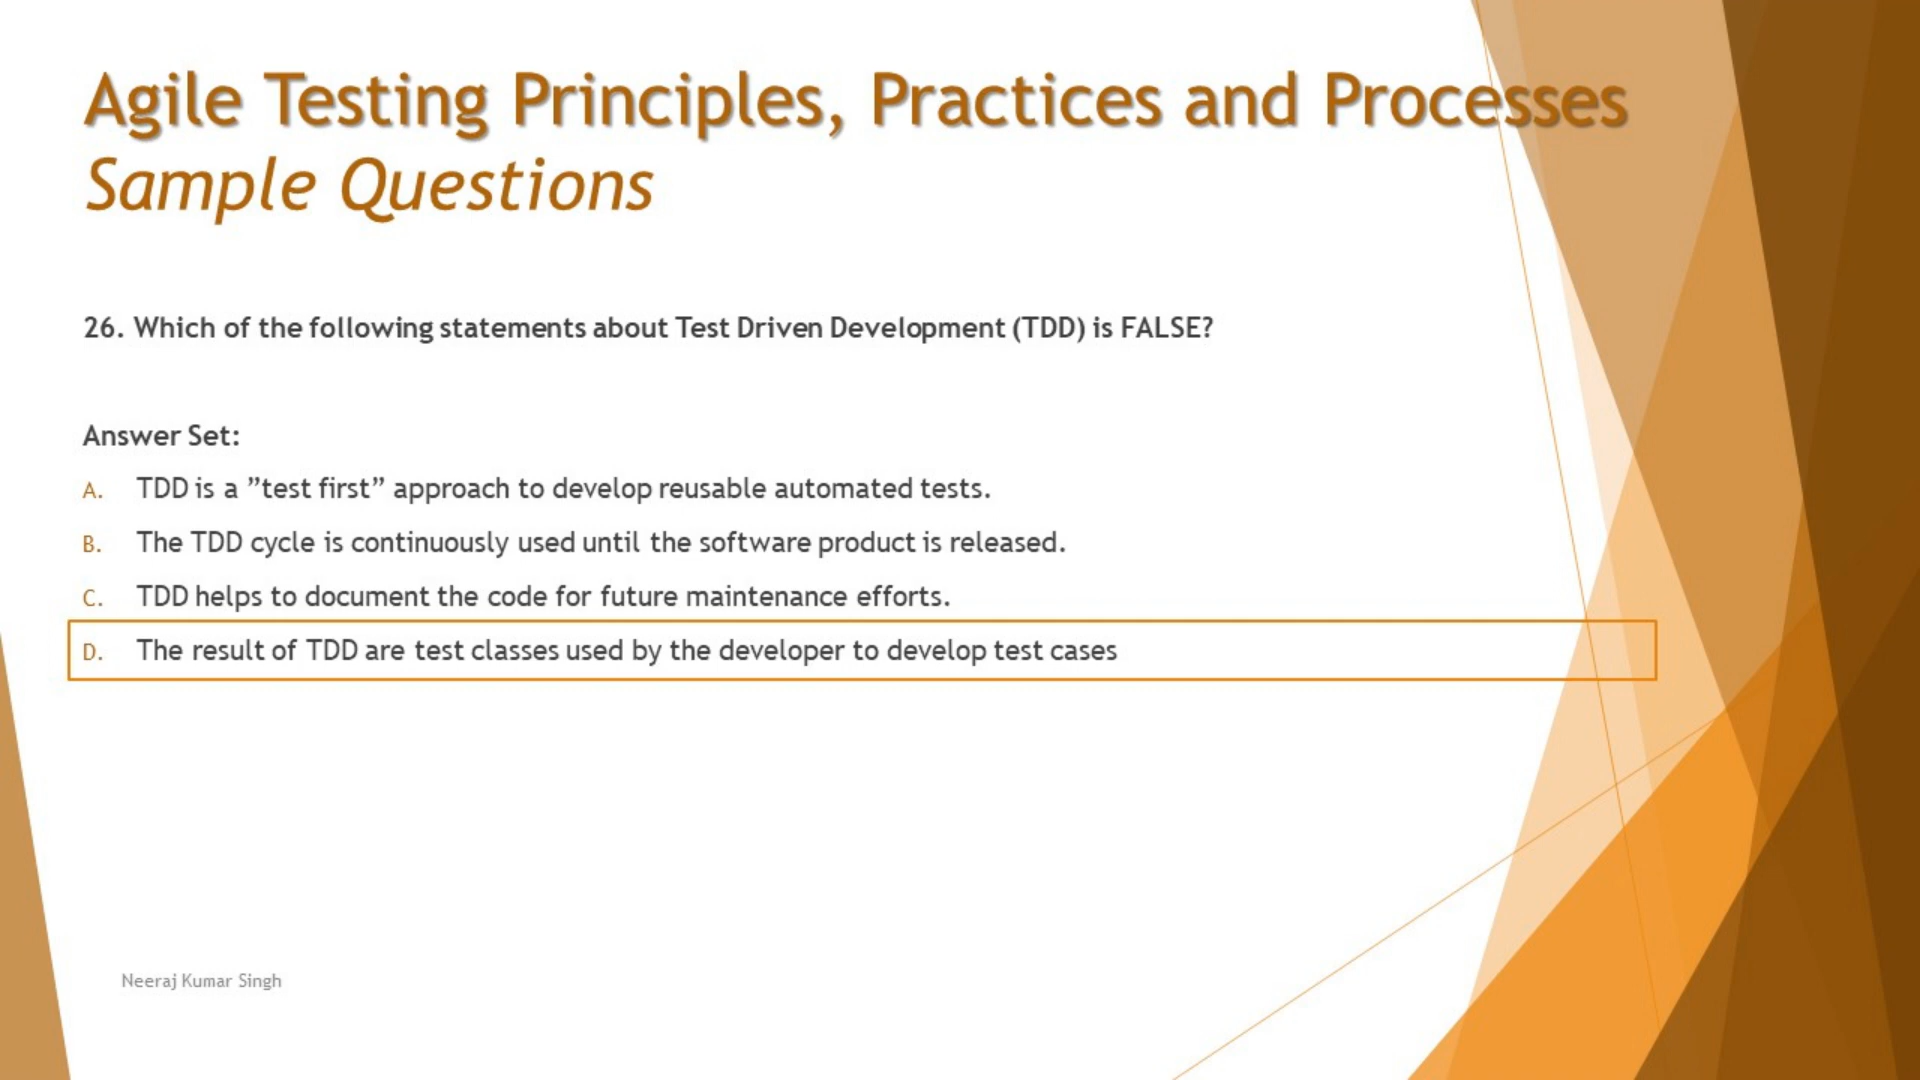 Agile Testing Principles, Practices and Processes
Sample Questions
26. Which of the following statements about Test Driven Development (TDD) is FALSE?
Answer Set:
A. TDD is a ”test first” approach to develop reusable automated tests.
B. The TDD cycle is continuously used until the software product is released.
C. TDD helps to document the code for future maintenance efforts.
D. The result of TDD are test classes used by the developer to develop test cases
Neeraj Kumar Singh